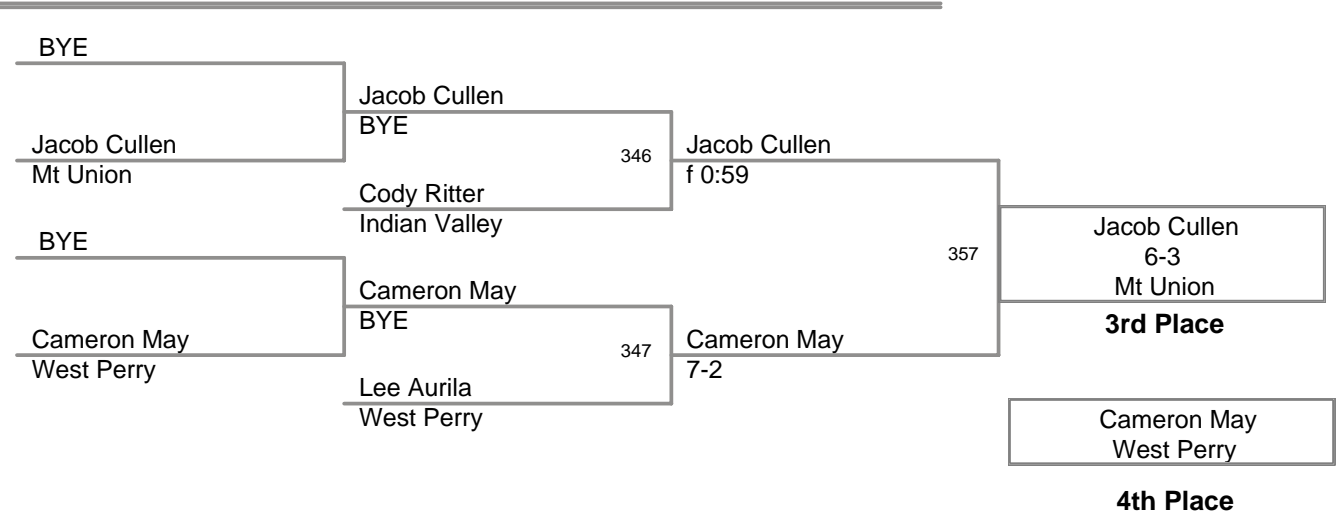 BYE
Jacob Cullen
BYE
Jacob Cullen
Mt Union
346
Jacob Cullen
f 0:59
Cody Ritter
Indian Valley
BYE
Cameron May
BYE
Cameron May
West Perry
347
Cameron May
7-2
Lee Aurila
West Perry
357
Jacob Cullen
6-3
Mt Union
3rd Place
Cameron May
West Perry
4th Place